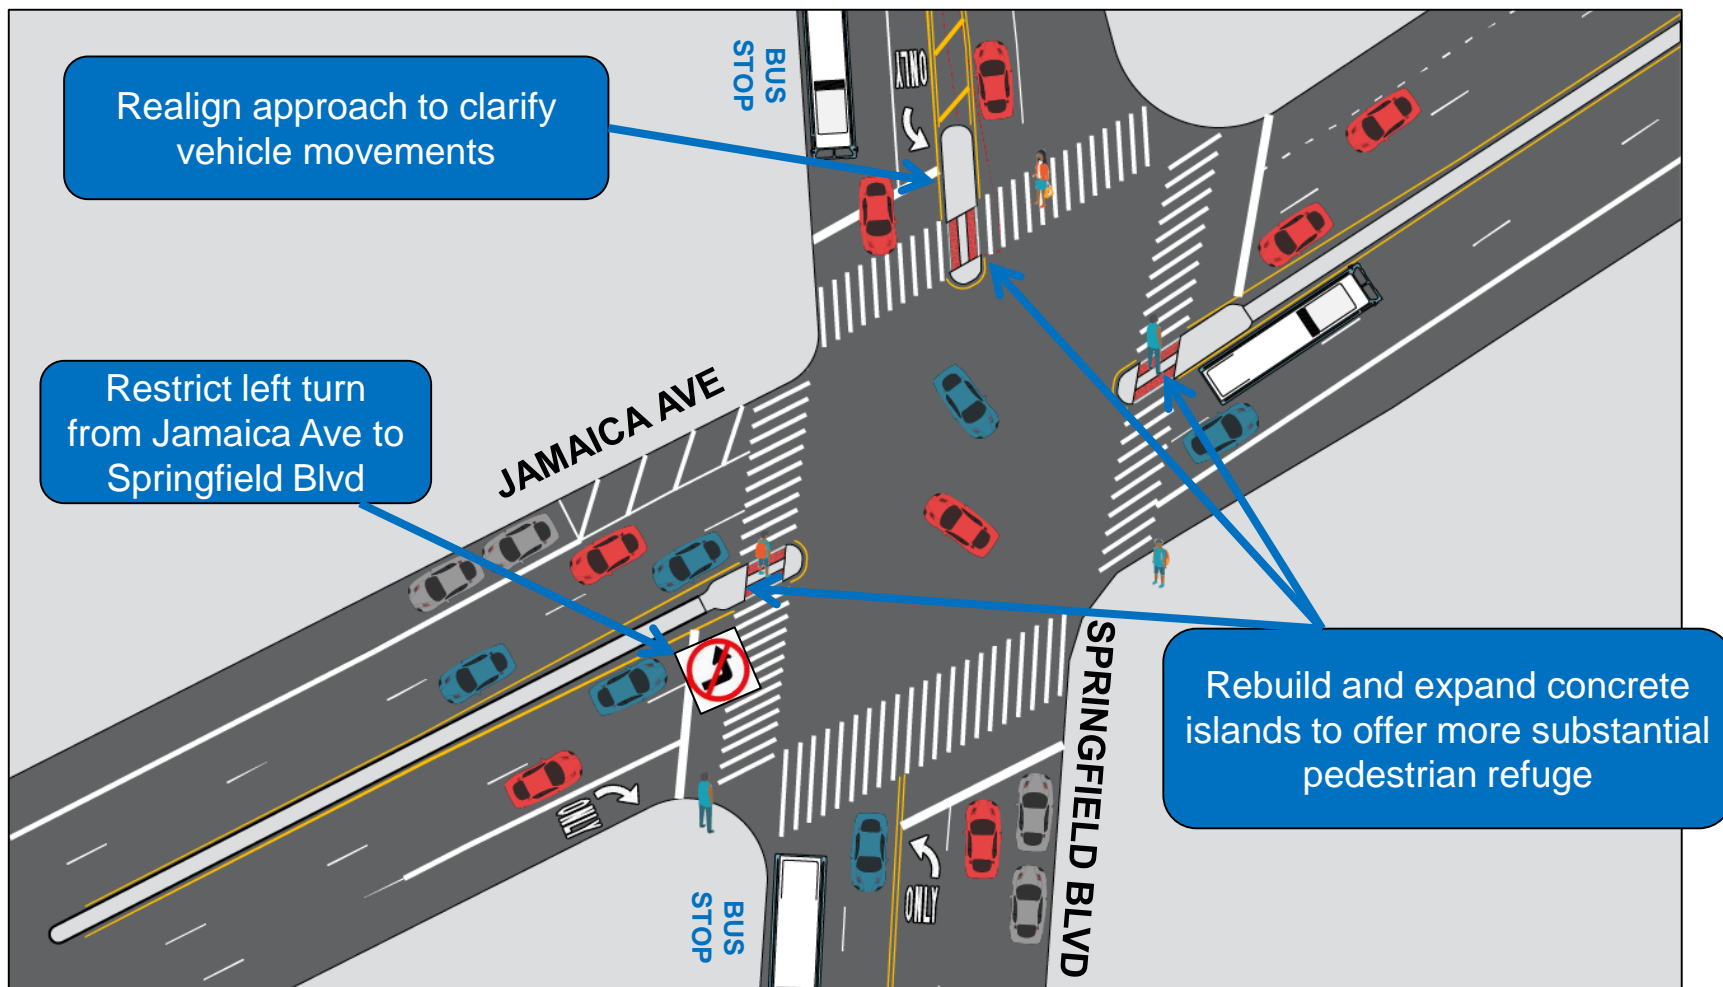 BUS
STOP
ONLY
Realign approach to clarify
vehicle movements
Restrict left turn
from Jamaica Ave to
Springfield Blvd
JAMAICA AVE
SPRINGFIELD BLVD
Rebuild and expand concrete
islands to offer more substantial
pedestrian refuge
ONLY
ONLY
BUS
STOP